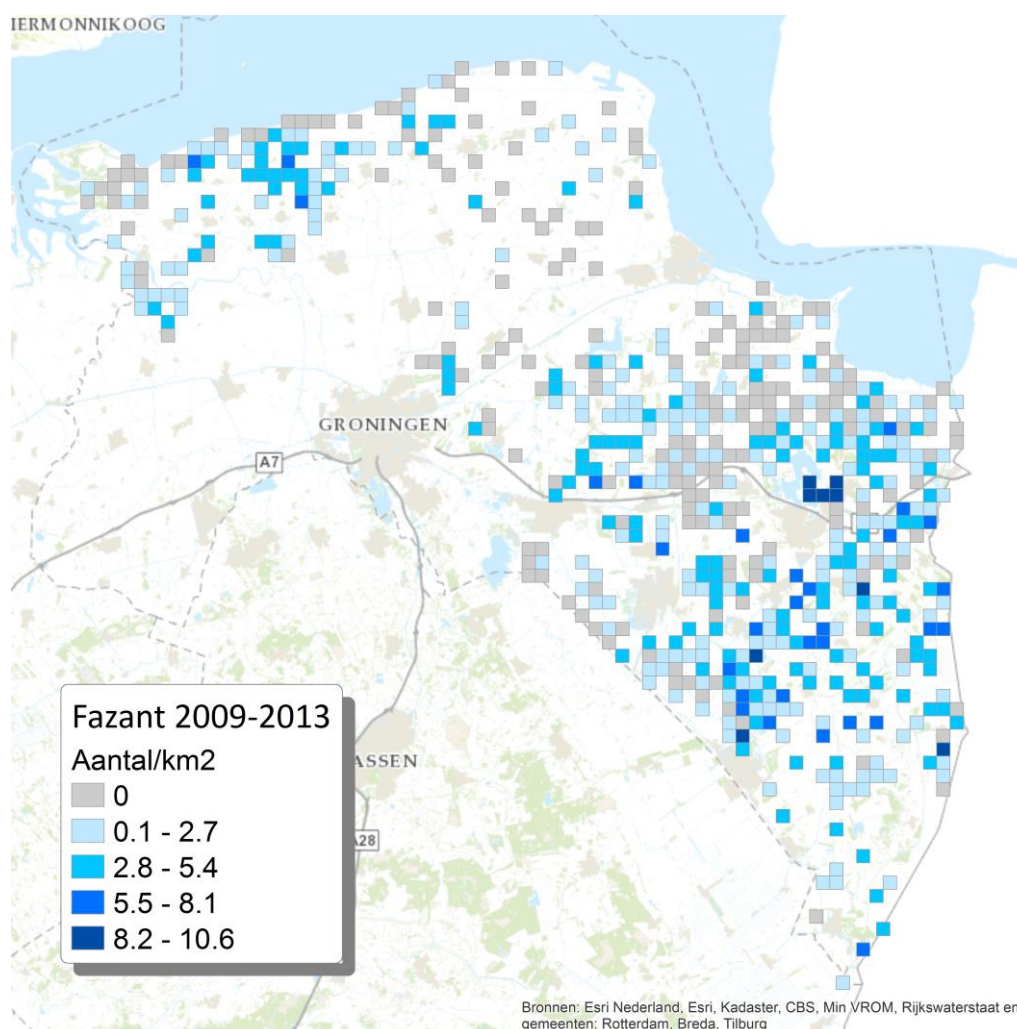 IERMONNIKOOG
GRONINGEN
A7
Fazant 2009-2013
Aantal/km2
0
0.1 - 2.7
2.8 - 5.4
5.5 - 8.1
8.2 - 10.6
ASSEN
A28
Bronnen: Esri Nederland, Esri, Kadaster, CBS, Min VROM, Rijkswaterstaat en
gemeenten: Rotterdam, Breda, Tilburg